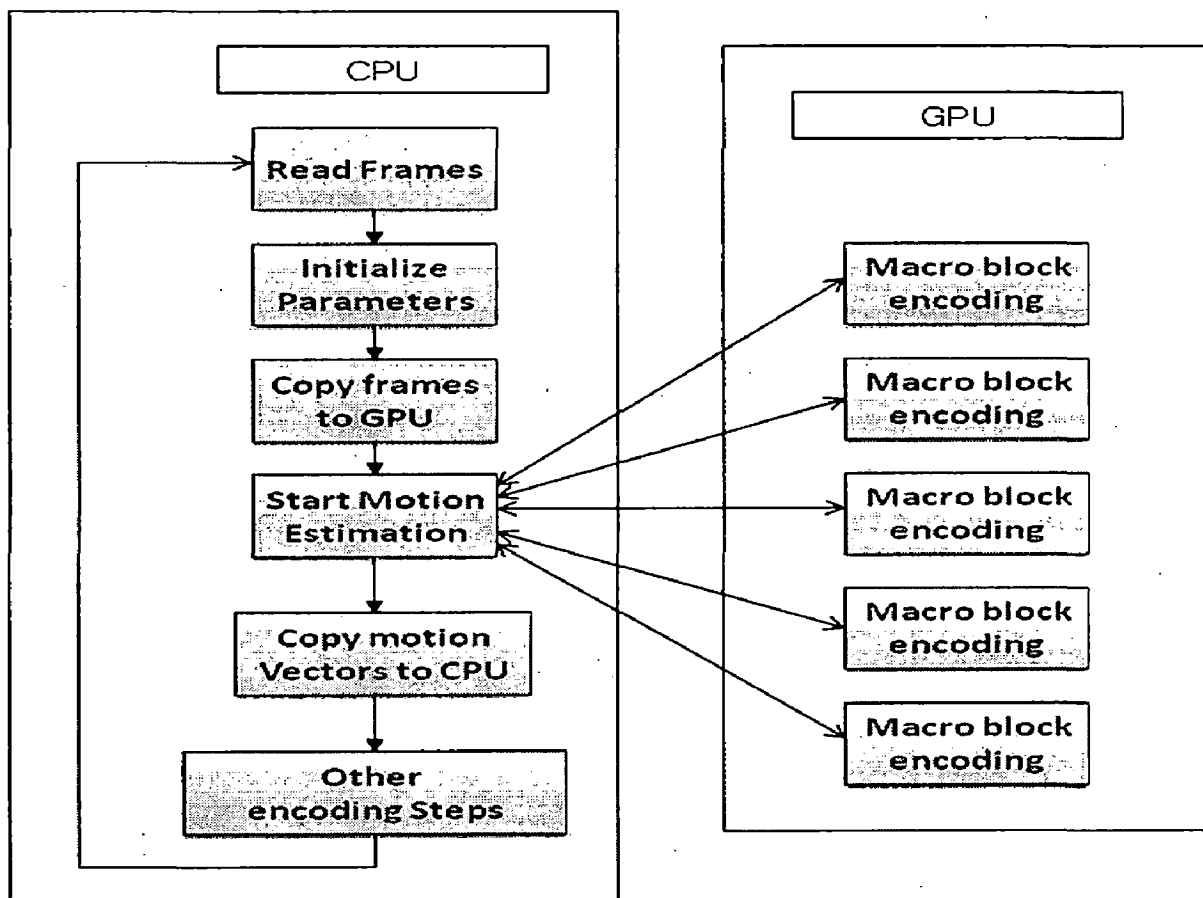 CPU
Read Frames
Initialize
Parameters
Copy frames
to GPU
Start Motion
Estimation
Copy motion
Vectors to CPU
Other
encoding Steps
GPU
Macro block
encoding
Macro block
encoding
Macro block
encoding
Macro block
encoding
Macro block
encoding